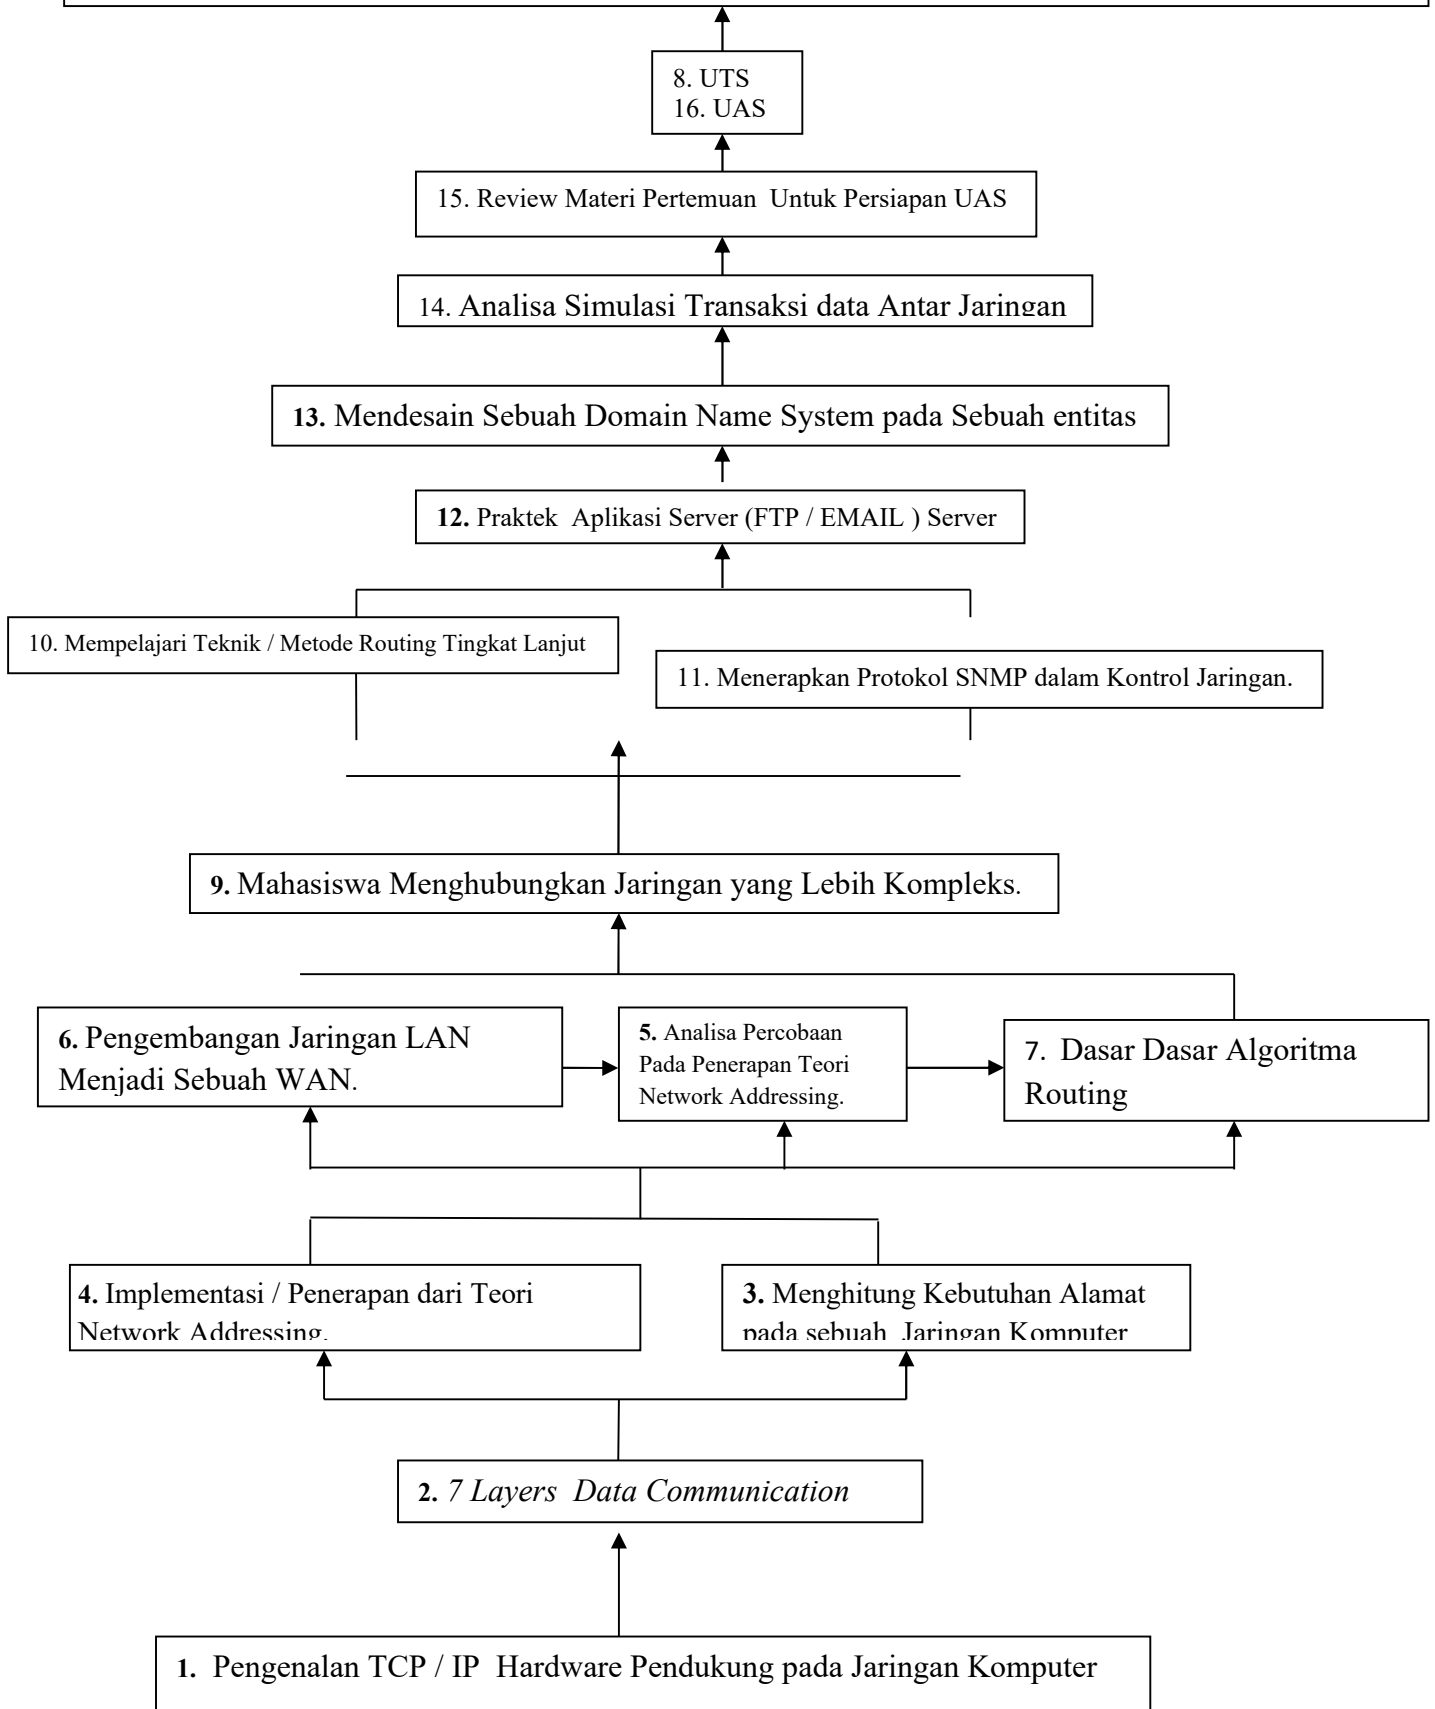 8. UTS
16. UAS
15. Review Materi Pertemuan Untuk Persiapan UAS
14. Analisa Simulasi Transaksi data Antar Jaringan
13. Mendesain Sebuah Domain Name System pada Sebuah entitas
12. Praktek Aplikasi Server (FTP / EMAIL ) Server
10. Mempelajari Teknik / Metode Routing Tingkat Lanjut
11. Menerapkan Protokol SNMP dalam Kontrol Jaringan.
9. Mahasiswa Menghubungkan Jaringan yang Lebih Kompleks.
6. Pengembangan Jaringan LAN
Menjadi Sebuah WAN.
5. Analisa Percobaan
Pada Penerapan Teori
Network Addressing.
7. Dasar Dasar Algoritma
Routing
4. Implementasi / Penerapan dari Teori
Network Addressing.
3. Menghitung Kebutuhan Alamat
pada sebuah Jaringan Komputer
2. 7 Layers Data Communication
1. Pengenalan TCP / IP Hardware Pendukung pada Jaringan Komputer